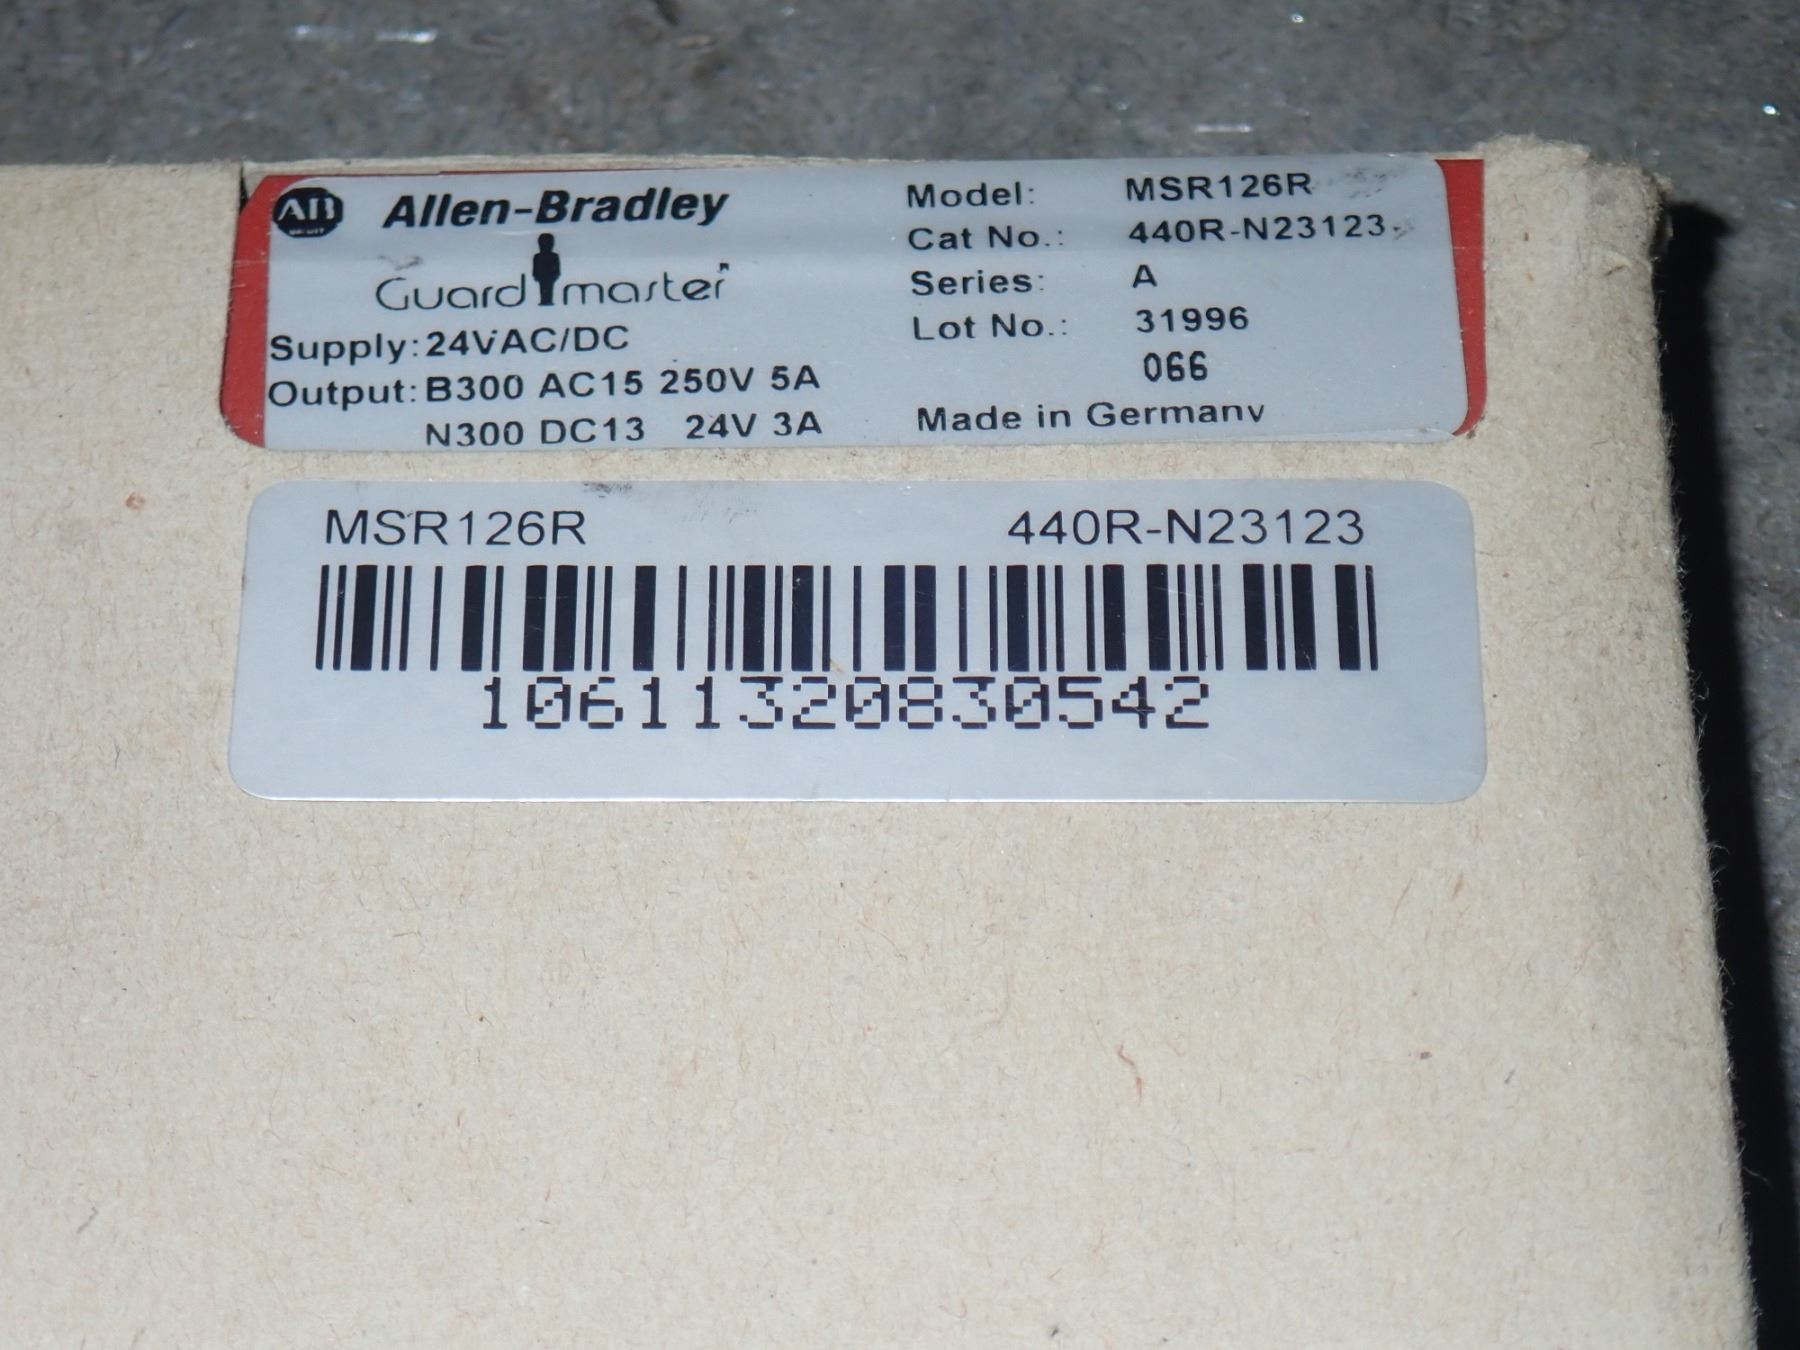 AB Allen-Bradley
Guardmaster
Supply: 24VAC/DC
Output: B300 AC15 250V 5A
N300 DC13 24V 3A
Model: MSR126R
Cat No.: 440R-N23123
Series: A
Lot No.: 31996
066
Made in Germany
MSR126R 440R-N23123
10611320830542